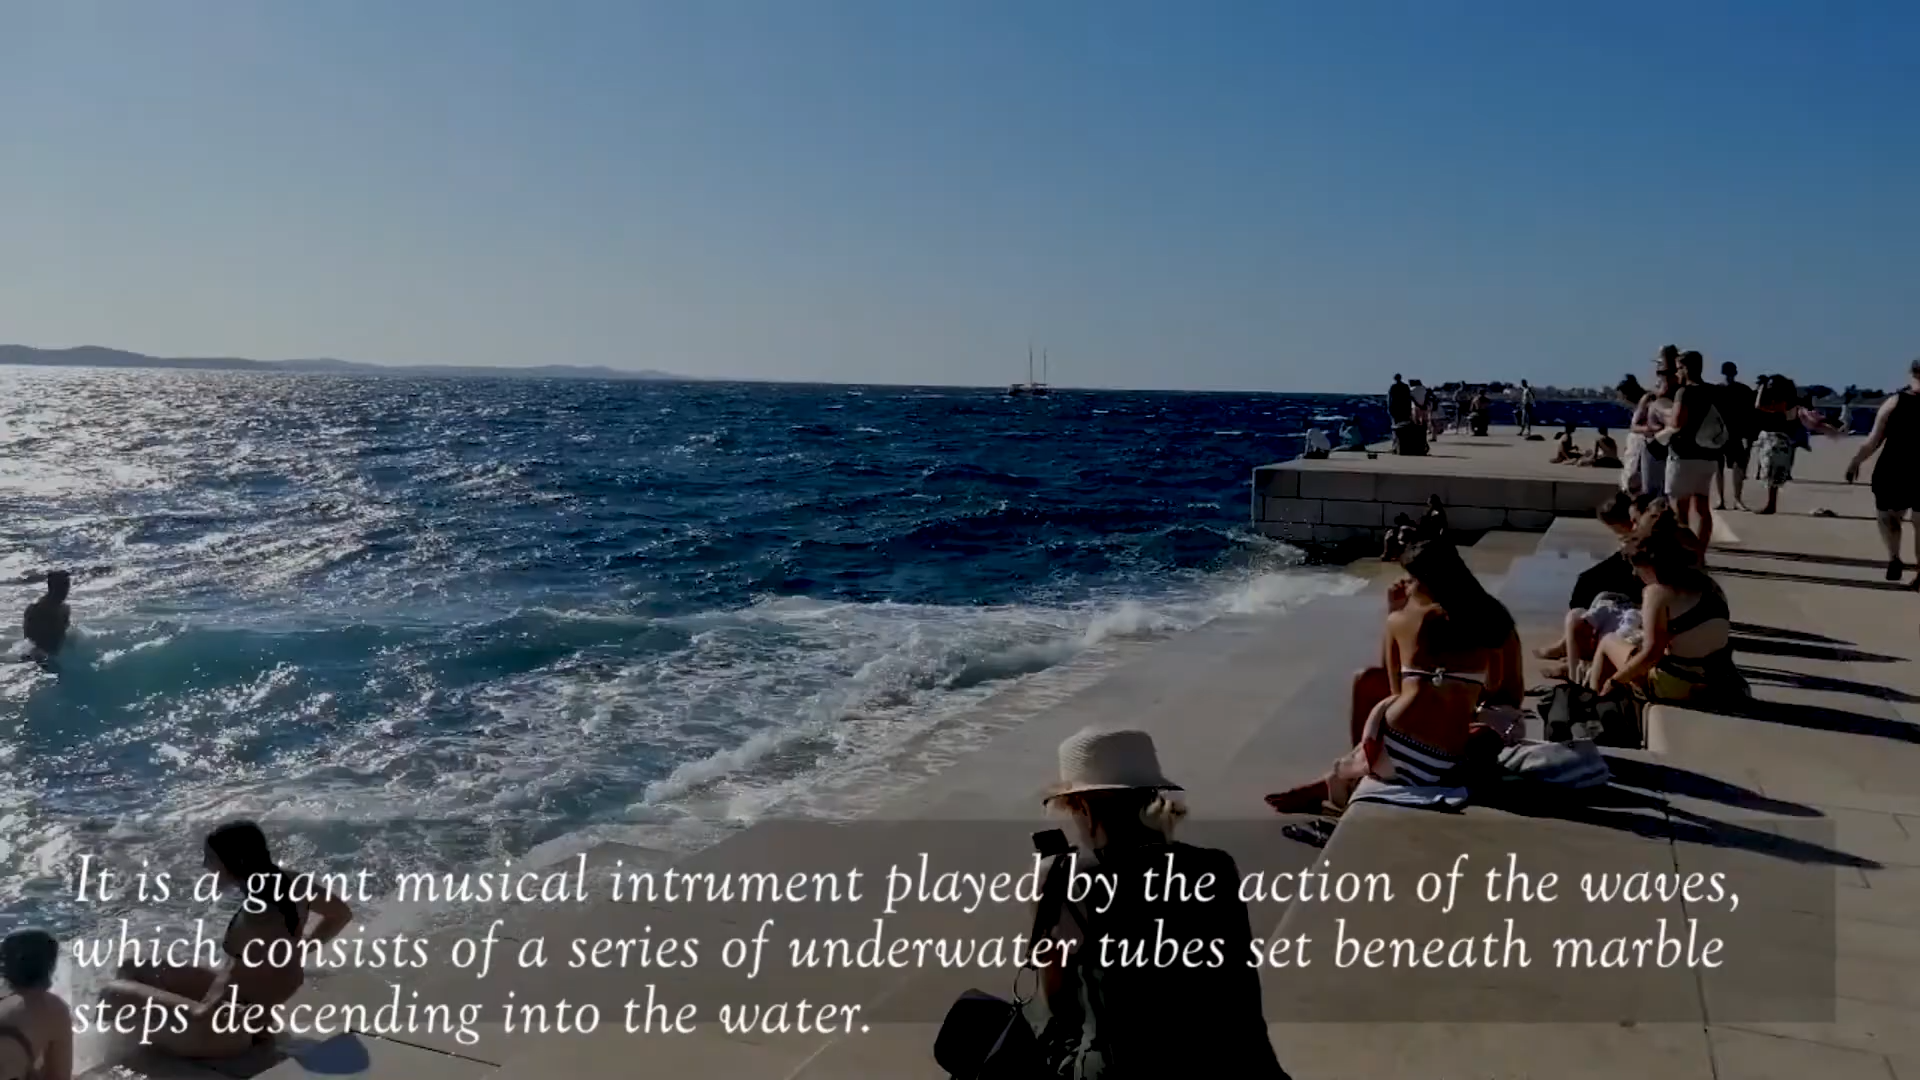 It is a giant musical intrument played by the action of the waves,
which consists of a series of underwater tubes set beneath marble
steps descending into the water.